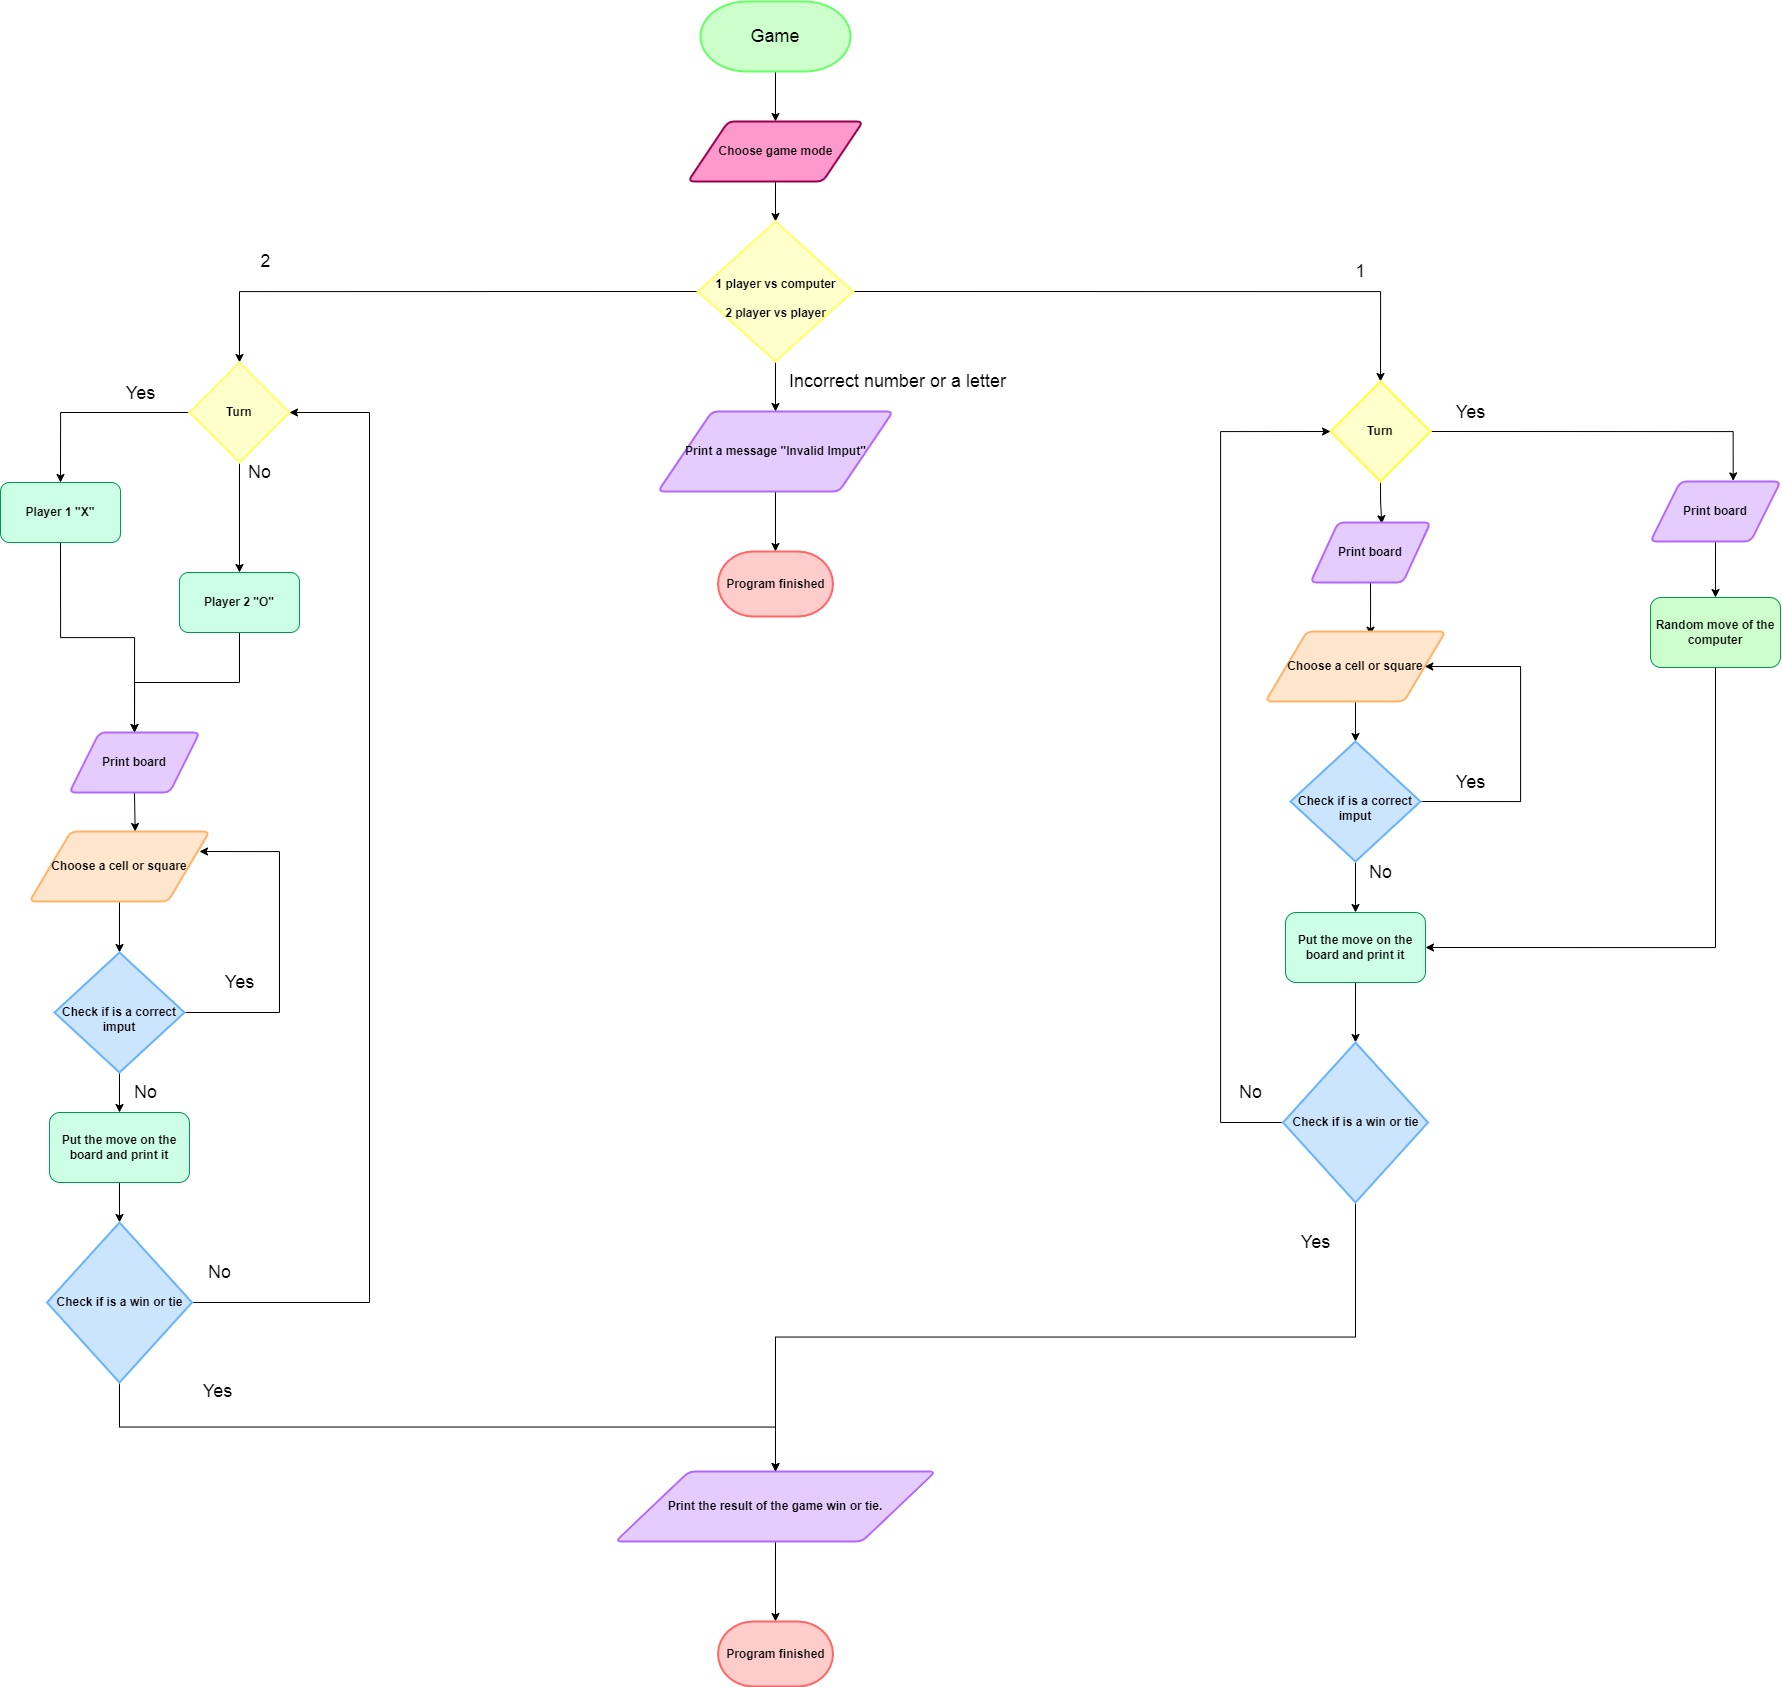 Game
Choose game mode
2
1
1 player vs computer
2 player vs player
Incorrect number or a letter
Yes
Turn
No
Player 1 "X"
Player 2 "O"
Print board
Choose a cell or square
Yes
Check if is a correct
imput
No
Put the move on the
board and print it
No
Check if is a win or tie
Yes
Print a message "Invalid Imput"
Program finished
Yes
Turn
Print board
Print board
Random move of the
computer
Choose a cell or square
Yes
Check if is a correct
imput
No
Put the move on the
board and print it
No
Check if is a win or tie
Yes
Print the result of the game win or tie.
Program finished